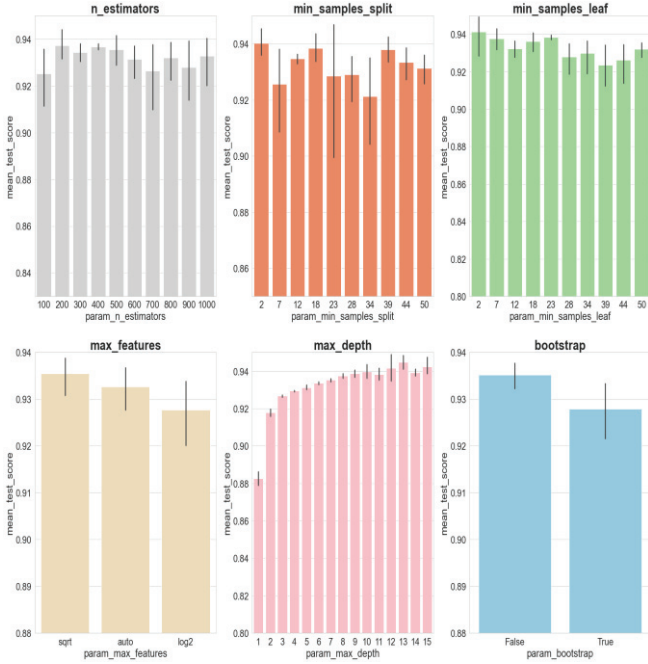 n_estimators
mean_test_score
0.94
0.92
0.90
0.88
0.86
0.84
100 200 300 400 500 600 700 800 900 1000
param_n_estimators
min_samples_split
mean_test_score
0.94
0.92
0.90
0.88
0.86
2 7 12 18 23 28 34 39 44 50
param_min_samples_split
min_samples_leaf
mean_test_score
0.94
0.92
0.90
0.88
0.86
0.84
0.82
0.80
2 7 12 18 23 28 34 39 44 50
param_min_samples_leaf
max_features
mean_test_score
0.94
0.93
0.92
0.91
0.90
0.89
0.88
sqrt auto log2
param_max_features
max_depth
mean_test_score
0.94
0.92
0.90
0.88
0.86
0.84
0.82
0.80
1 2 3 4 5 6 7 8 9 10 11 12 13 14 15
param_max_depth
bootstrap
mean_test_score
0.94
0.93
0.92
0.91
0.90
0.89
0.88
False True
param_bootstrap